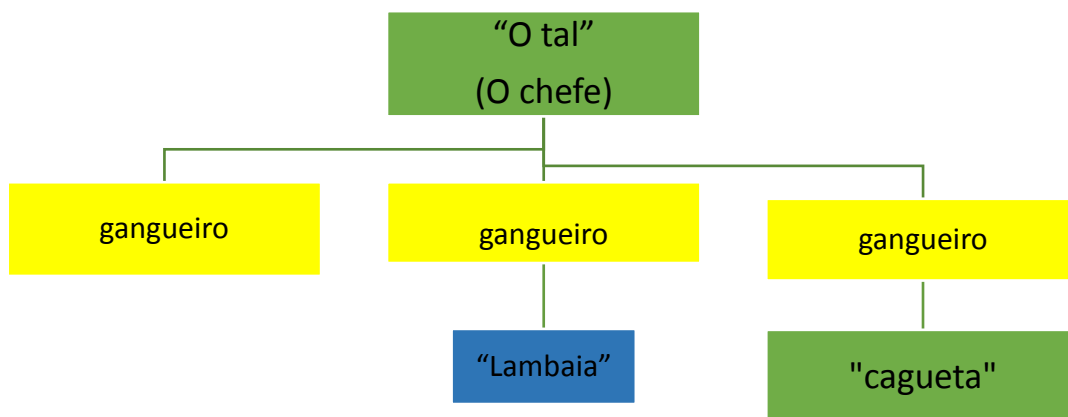 “O tal”
(O chefe)
gangueiro
gangueiro
gangueiro
“Lambaia”
"cagueta"